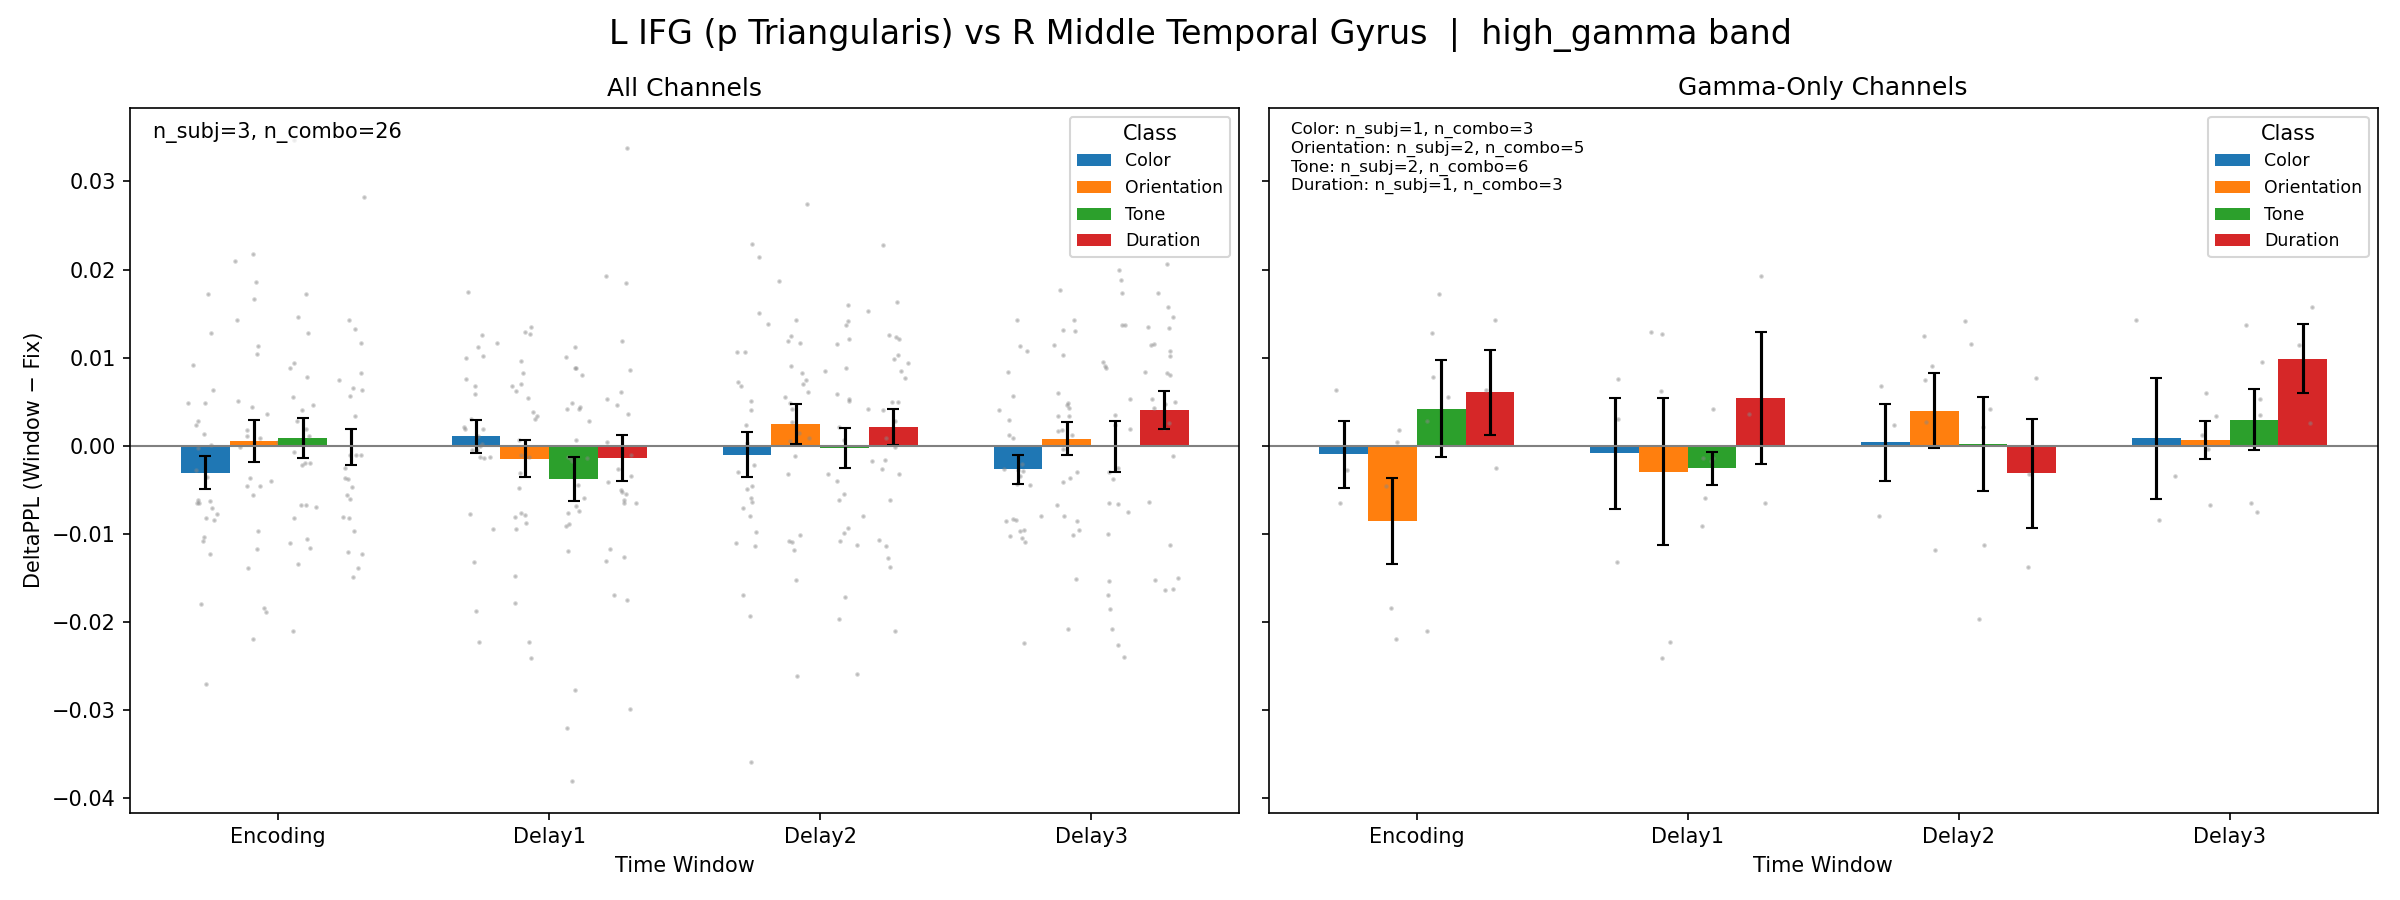 L IFG (p Triangularis) vs R Middle Temporal Gyrus | high_gamma band
All Channels
n_subj=3, n_combo=26
Class
Color
Orientation
Tone
Duration
0.03
0.02
0.01
0.00
−0.01
−0.02
−0.03
−0.04
DeltaPPL (Window − Fix)
Encoding
Delay1
Delay2
Delay3
Time Window
Gamma-Only Channels
Color: n_subj=1, n_combo=3
Orientation: n_subj=2, n_combo=5
Tone: n_subj=2, n_combo=6
Duration: n_subj=1, n_combo=3
Class
Color
Orientation
Tone
Duration
Encoding
Delay1
Delay2
Delay3
Time Window